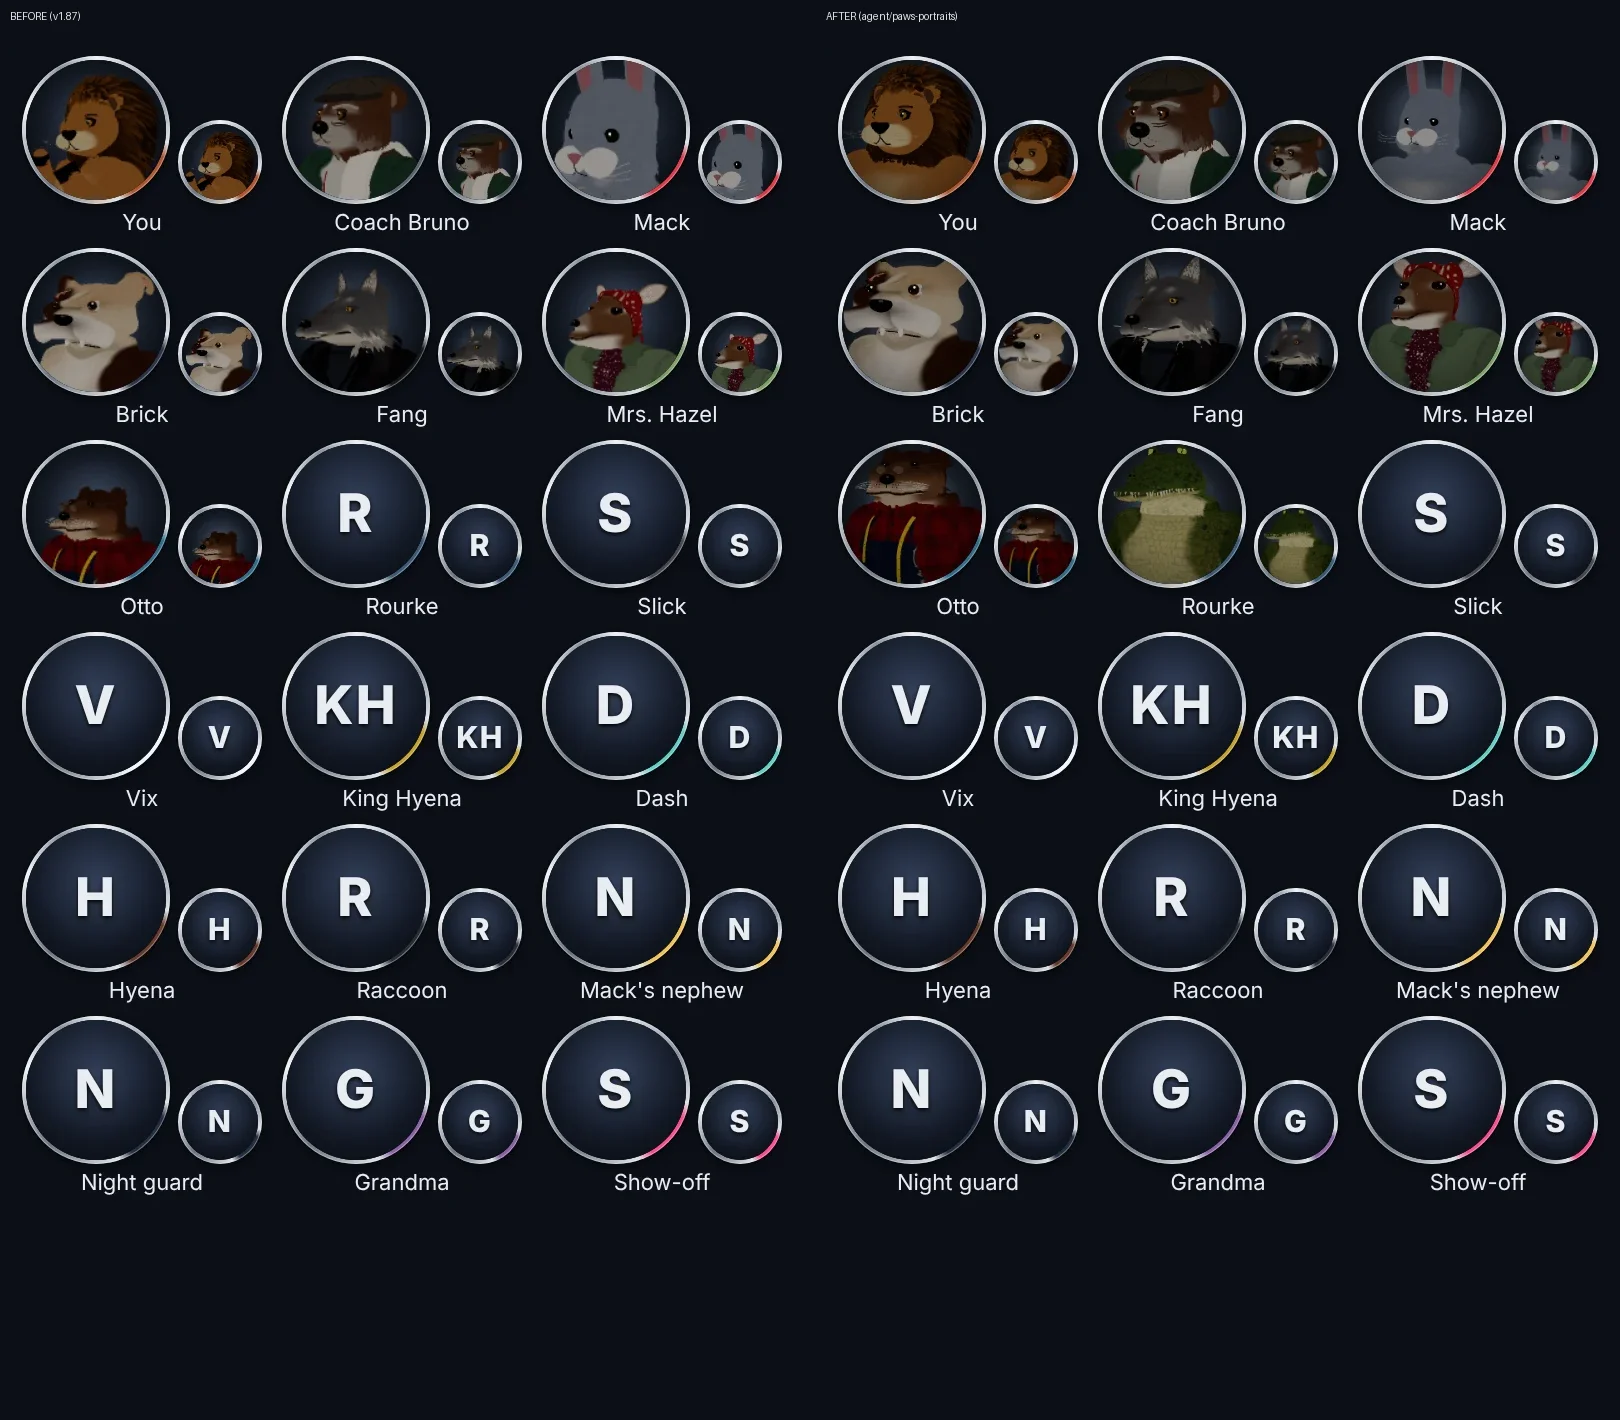 BEFORE (v1.87)
AFTER (agent/paws-portraits)
You
Coach Bruno
Mack
You
Coach Bruno
Mack
Brick
Fang
Mrs. Hazel
Brick
Fang
Mrs. Hazel
R
R
S
S
S
S
Otto
Rourke
Slick
Otto
Rourke
Slick
V
V
KH
KH
D
D
V
V
KH
KH
D
D
Vix
King Hyena
Dash
Vix
King Hyena
Dash
H
H
R
R
N
N
H
H
R
R
N
N
Hyena
Raccoon
Mack's nephew
Hyena
Raccoon
Mack's nephew
N
N
G
G
S
S
N
N
G
G
S
S
Night guard
Grandma
Show-off
Night guard
Grandma
Show-off